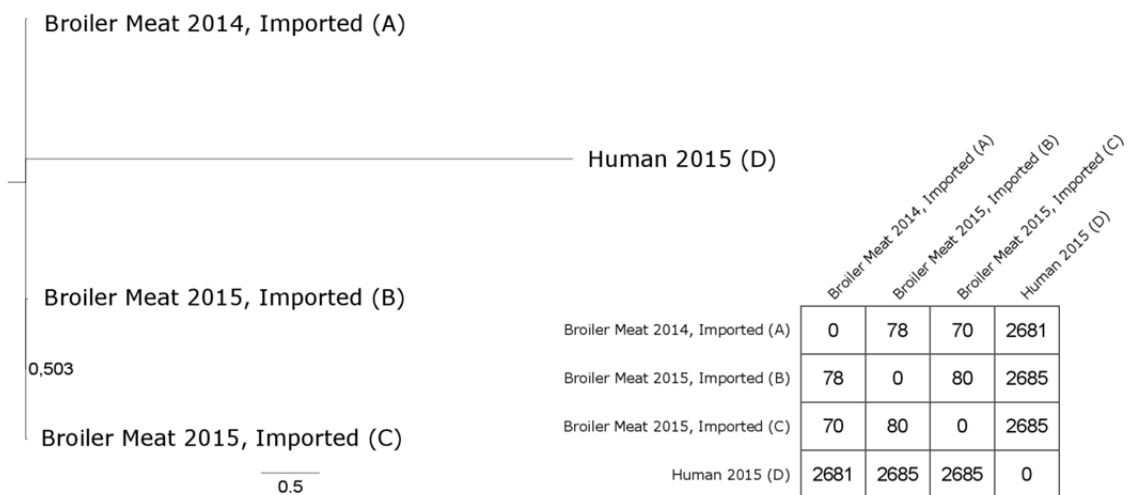 Broiler Meat 2014, Imported (A)
Human 2015 (D)
Broiler Meat 2015, Imported (B)
0,503
Broiler Meat 2015, Imported (C)
0.5
Broiler Meat 2014, Imported (A)
Broiler Meat 2015, Imported (B)
Broiler Meat 2015, Imported (C)
Human 2015 (D)
Broiler Meat 2014, Imported (A) 0 78 70 2681
Broiler Meat 2015, Imported (B) 78 0 80 2685
Broiler Meat 2015, Imported (C) 70 80 0 2685
Human 2015 (D) 2681 2685 2685 0